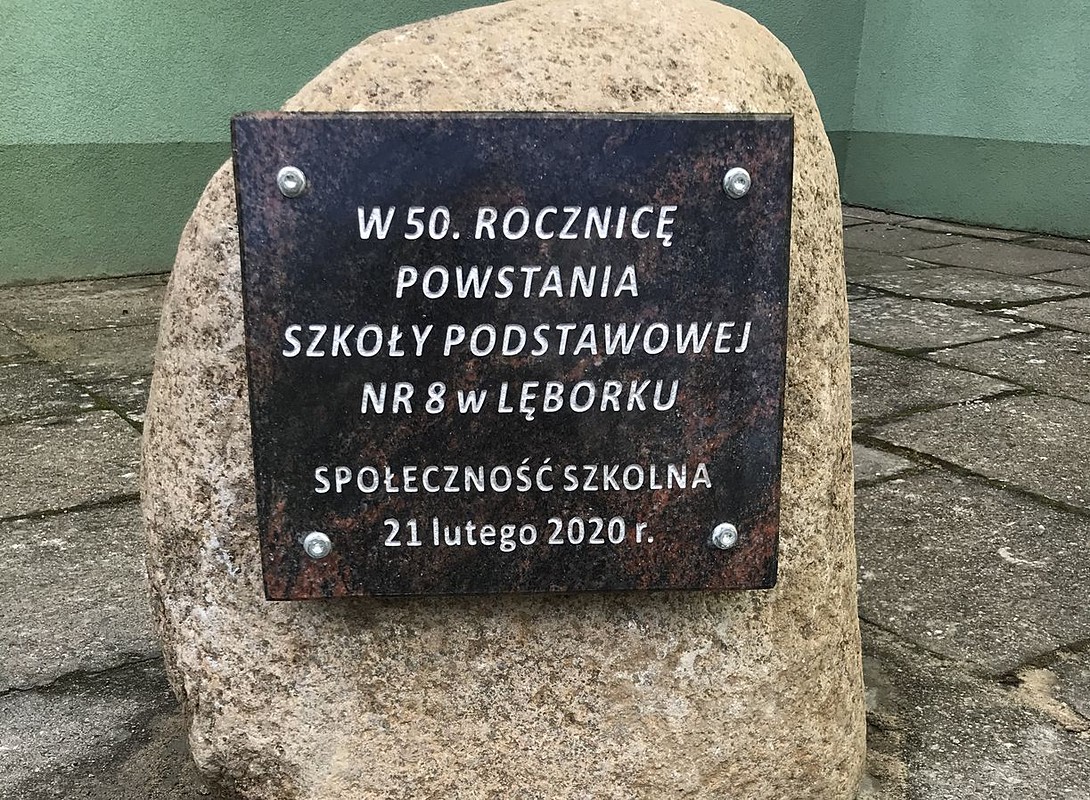 W 50. ROCZNICĘ
POWSTANIA
SZKOŁY PODSTAWOWEJ
NR 8 w LĘBORKU
SPOŁECZNOŚĆ SZKOLNA
21 lutego 2020 r.